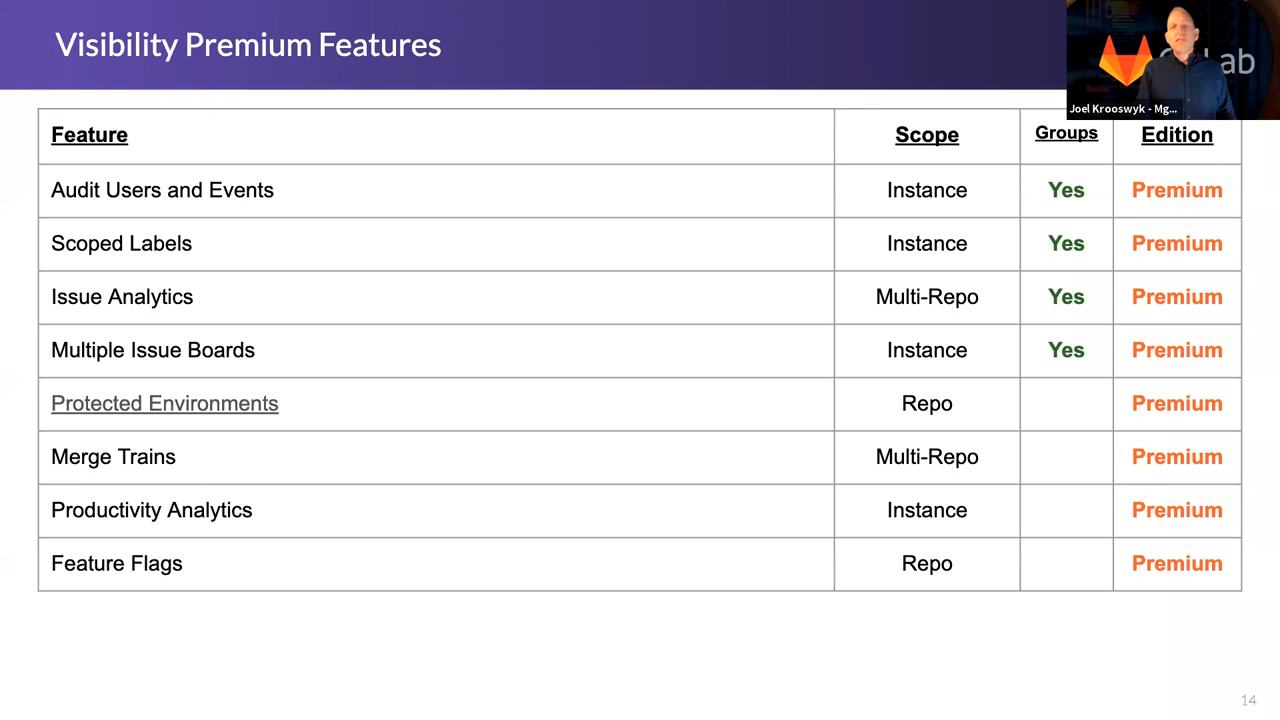 Visibility Premium Features
Joel Krooswyk - Mg...
Feature Scope Groups Edition
Audit Users and Events Instance Yes Premium
Scoped Labels Instance Yes Premium
Issue Analytics Multi-Repo Yes Premium
Multiple Issue Boards Instance Yes Premium
Protected Environments Repo Premium
Merge Trains Multi-Repo Premium
Productivity Analytics Instance Premium
Feature Flags Repo Premium
14